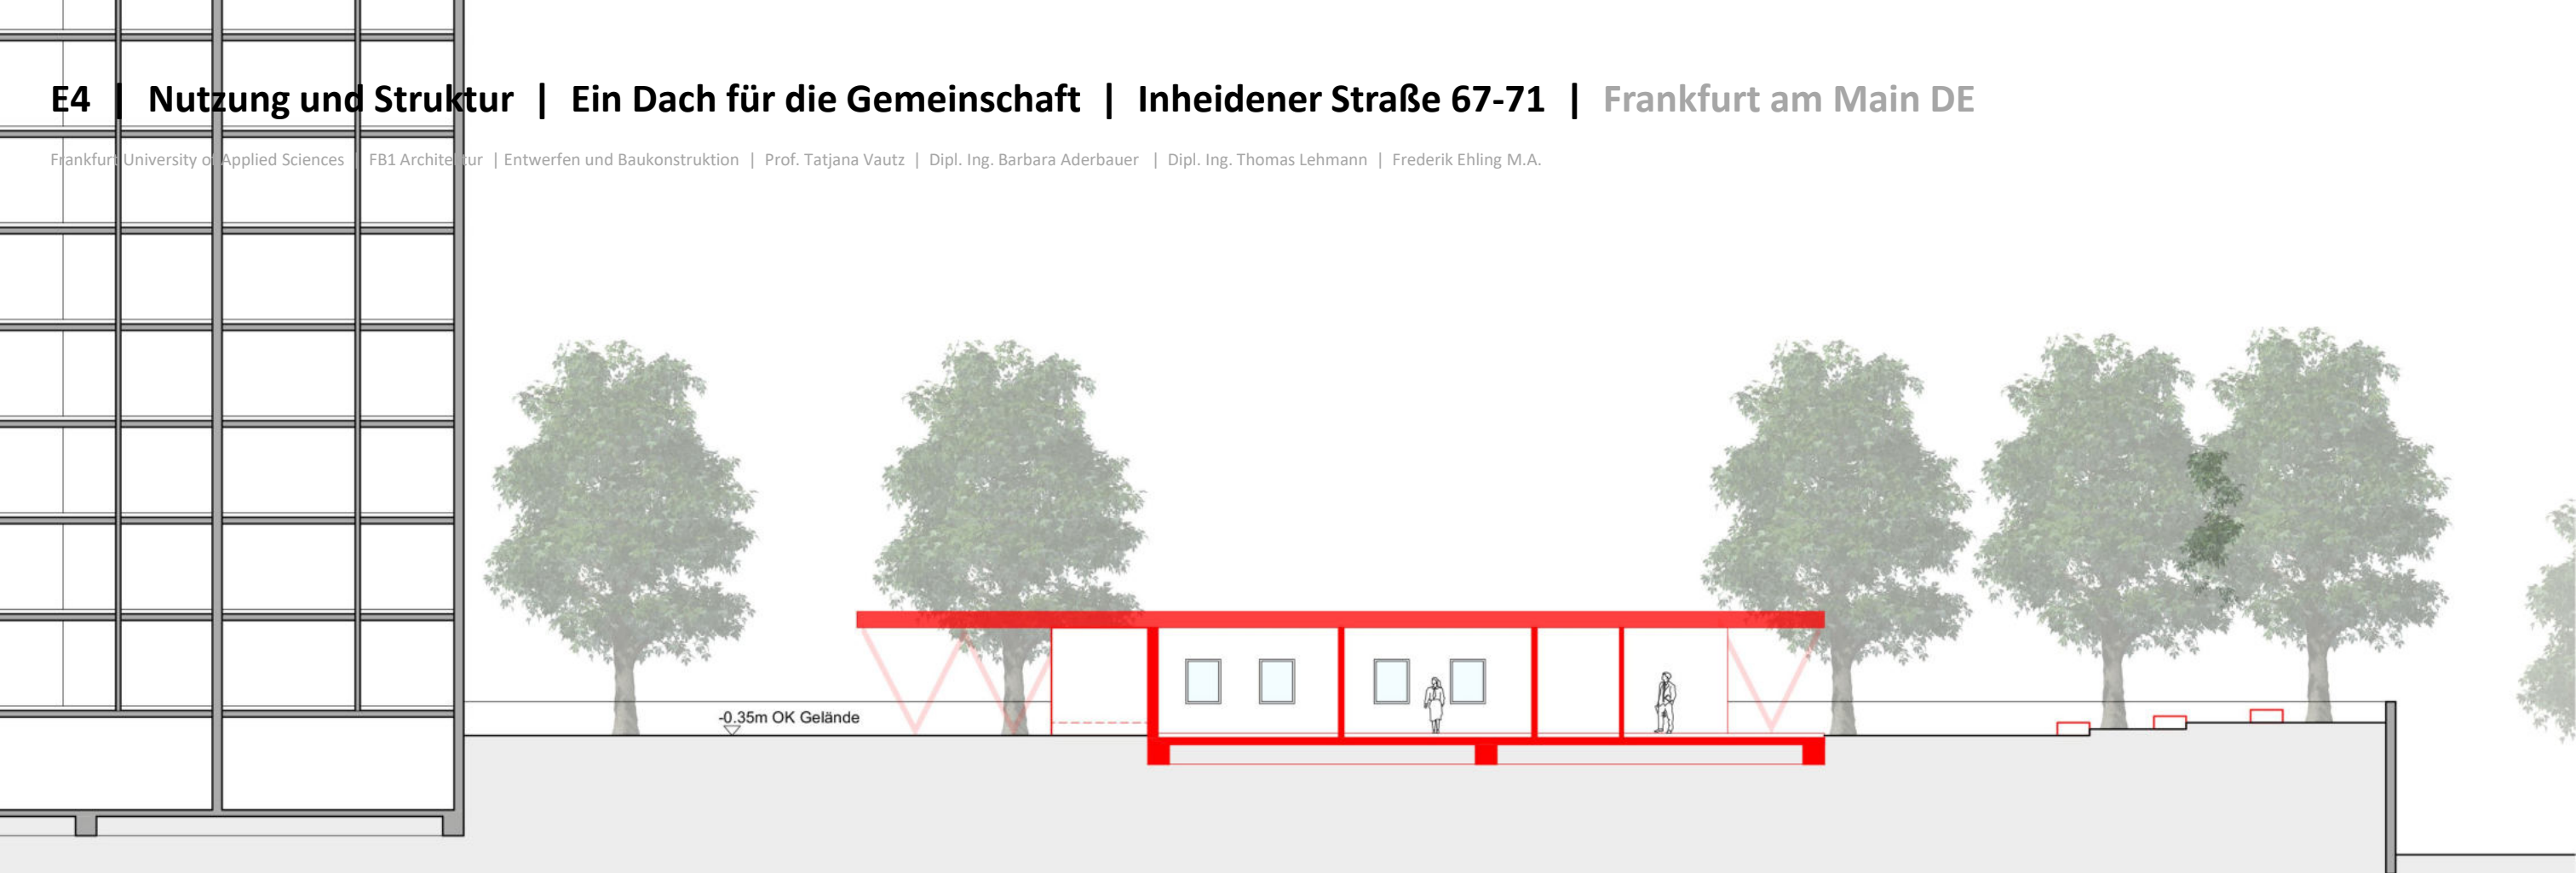 E4 | Nutzung und Struktur | Ein Dach für die Gemeinschaft | Inheidener Straße 67-71 | Frankfurt am Main DE
Frankfurt University of Applied Sciences | FB1 Architektur | Entwerfen und Baukonstruktion | Prof. Tatjana Vautz | Dipl. Ing. Barbara Aderbauer | Dipl. Ing. Thomas Lehmann | Frederik Ehling M.A.
-0.35m OK Gelände